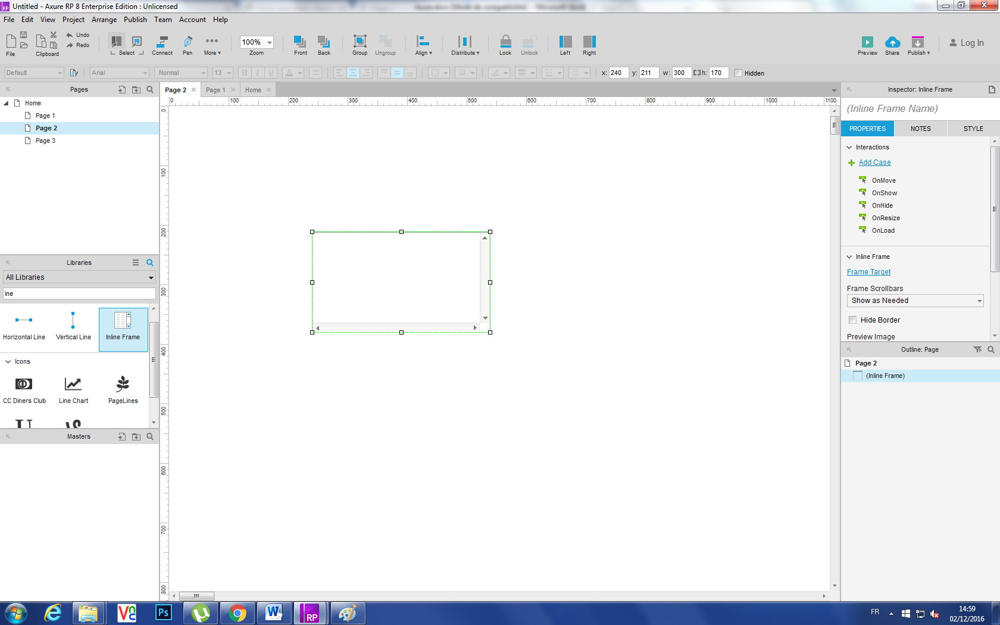 Untitled - Axure RP 8 Enterprise Edition : Unlicensed
File Edit View Project Arrange Publish Team Account Help
File Clipboard Undo Redo Select Connect Pen More ▾ 100% Zoom Front Back Group Ungroup Align ▾ Distribute ▾ Lock Unlock Left Right Preview Share Publish ▾ Log In
Default Arial Normal 13 B I U A x: 240 y: 211 w: 300 h: 170 Hidden
Pages
Home
Page 1
Page 2
Page 3
Libraries
All Libraries
ine
Horizontal Line Vertical Line Inline Frame
Icons
CC Diners Club Line Chart PageLines
Masters
Page 2 Page 1 Home
0 100 200 300 400 500 600 700 800 900 1000 1100
0
100
200
300
400
500
600
700
800
Inspector: Inline Frame
(Inline Frame Name)
PROPERTIES NOTES STYLE
Interactions
Add Case
OnMove
OnShow
OnHide
OnResize
OnLoad
Inline Frame
Frame Target
Frame Scrollbars
Show as Needed
Hide Border
Preview Image
Outline: Page
Page 2
(Inline Frame)
VNC Ps W RP
FR
14:59
02/12/2016